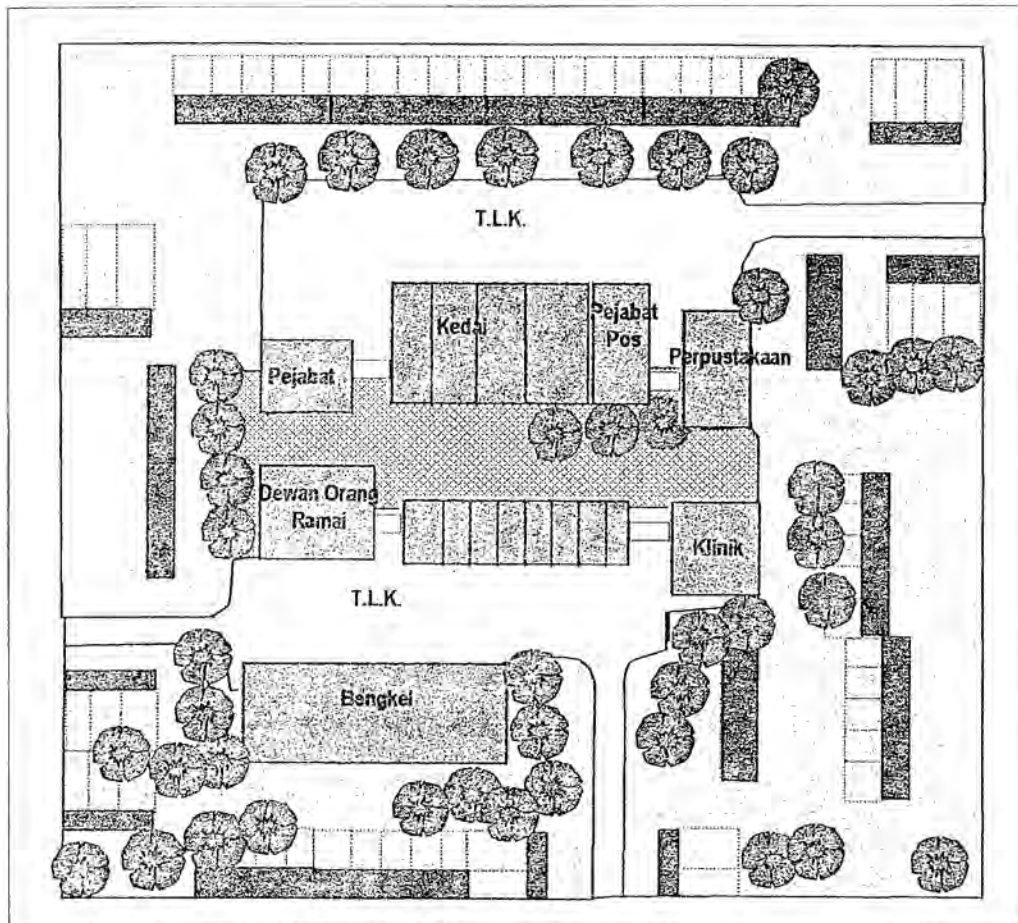 T.L.K.
Kedai
Pejabat
Pos
Perpustakaan
Pejabat
Dewan Orang
Ramai
Klinik
T.L.K.
Bengkel